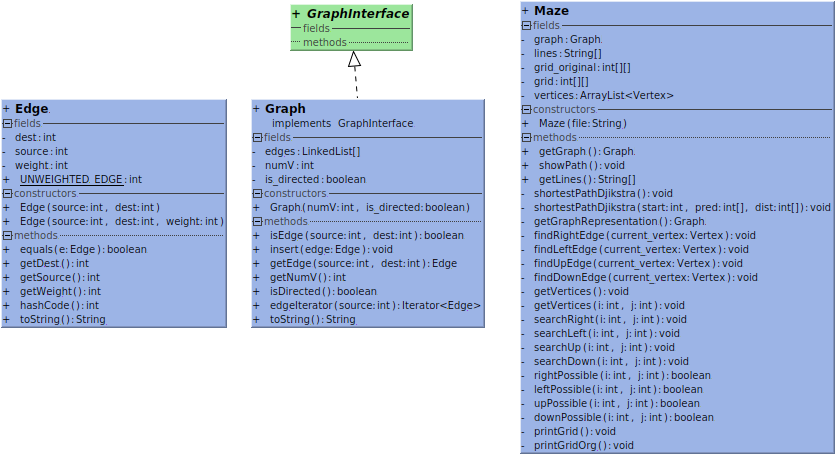 + GraphInterface
fields
methods
+ Edge
fields
- dest:int
- source:int
- weight:int
+ UNWEIGHTED_EDGE:int
constructors
+ Edge(source:int, dest:int)
+ Edge(source:int, dest:int, weight:int)
methods
+ equals(e:Edge):boolean
+ getDest():int
+ getSource():int
+ getWeight():int
+ hashCode():int
+ toString():String
+ Graph
implements GraphInterface
fields
- edges:LinkedList[]
- numV:int
- is_directed:boolean
constructors
+ Graph(numV:int, is_directed:boolean)
methods
+ isEdge(source:int, dest:int):boolean
+ insert(edge:Edge):void
+ getEdge(source:int, dest:int):Edge
+ getNumV():int
+ isDirected():boolean
+ edgeIterator(source:int):Iterator<Edge>
+ toString():String
+ Maze
fields
- graph:Graph
- lines:String[]
- grid_original:int[][]
- grid:int[][]
- vertices:ArrayList<Vertex>
constructors
+ Maze(file:String)
methods
+ getGraph():Graph
+ showPath():void
+ getLines():String[]
- shortestPathDjikstra():void
- shortestPathDjikstra(start:int, pred:int[], dist:int[]):void
- getGraphRepresentation():Graph
- findRightEdge(current_vertex:Vertex):void
- findLeftEdge(current_vertex:Vertex):void
- findUpEdge(current_vertex:Vertex):void
- findDownEdge(current_vertex:Vertex):void
- getVertices():void
- getVertices(i:int, j:int):void
- searchRight(i:int, j:int):void
- searchLeft(i:int, j:int):void
- searchUp(i:int, j:int):void
- searchDown(i:int, j:int):void
- rightPossible(i:int, j:int):boolean
- leftPossible(i:int, j:int):boolean
- upPossible(i:int, j:int):boolean
- downPossible(i:int, j:int):boolean
- printGrid():void
- printGridOrg():void